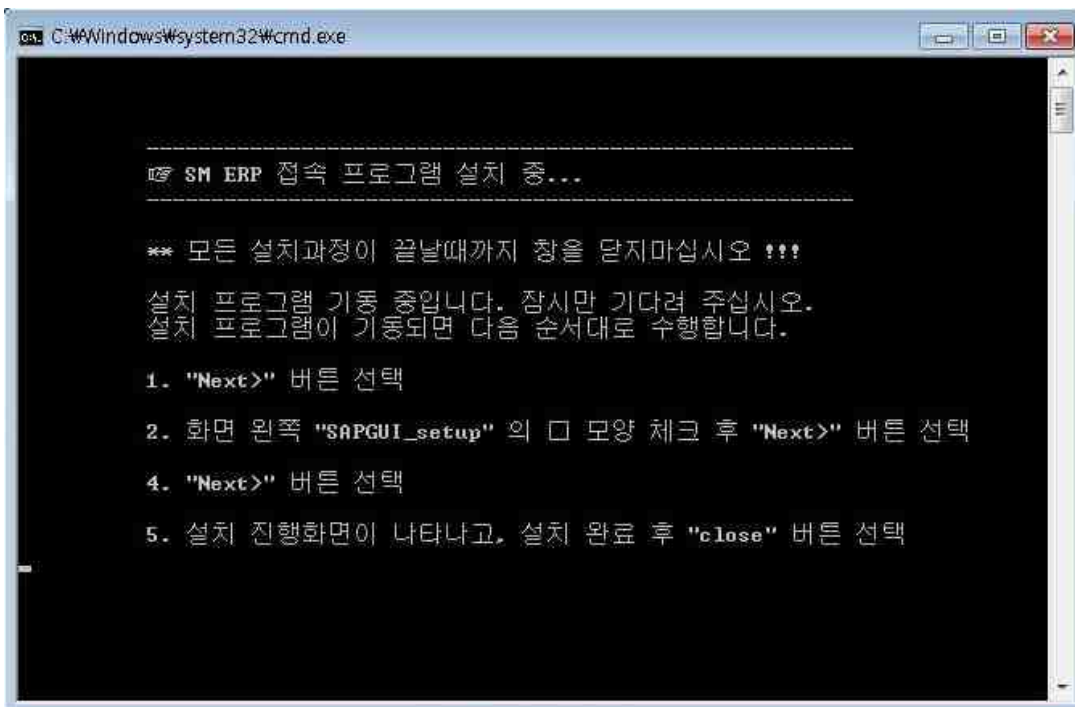 C:₩Windows₩system32₩cmd.exe
☞ SM ERP 접속 프로그램 설치 중...
** 모든 설치과정이 끝날때까지 창을 닫지마십시오 !!!
설치 프로그램 기동 중입니다. 잠시만 기다려 주십시오.
설치 프로그램이 기동되면 다음 순서대로 수행합니다.
1. "Next>" 버튼 선택
2. 화면 왼쪽 "SAPGUI_setup" 의 □ 모양 체크 후 "Next>" 버튼 선택
4. "Next>" 버튼 선택
5. 설치 진행화면이 나타나고, 설치 완료 후 "close" 버튼 선택